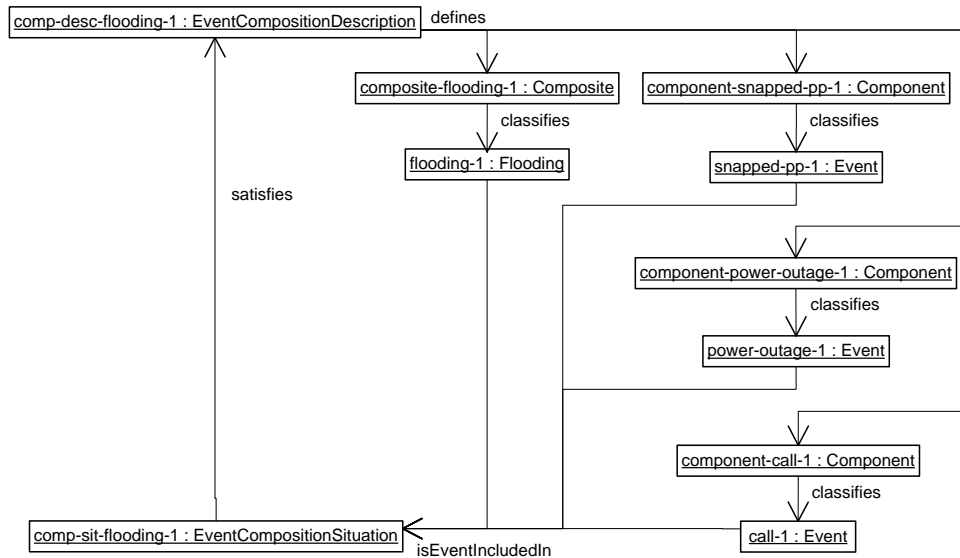 comp-desc-flooding-1 : EventCompositionDescription
defines
composite-flooding-1 : Composite
component-snapped-pp-1 : Component
classifies
classifies
flooding-1 : Flooding
snapped-pp-1 : Event
satisfies
component-power-outage-1 : Component
classifies
power-outage-1 : Event
component-call-1 : Component
classifies
comp-sit-flooding-1 : EventCompositionSituation
call-1 : Event
isEventIncludedIn